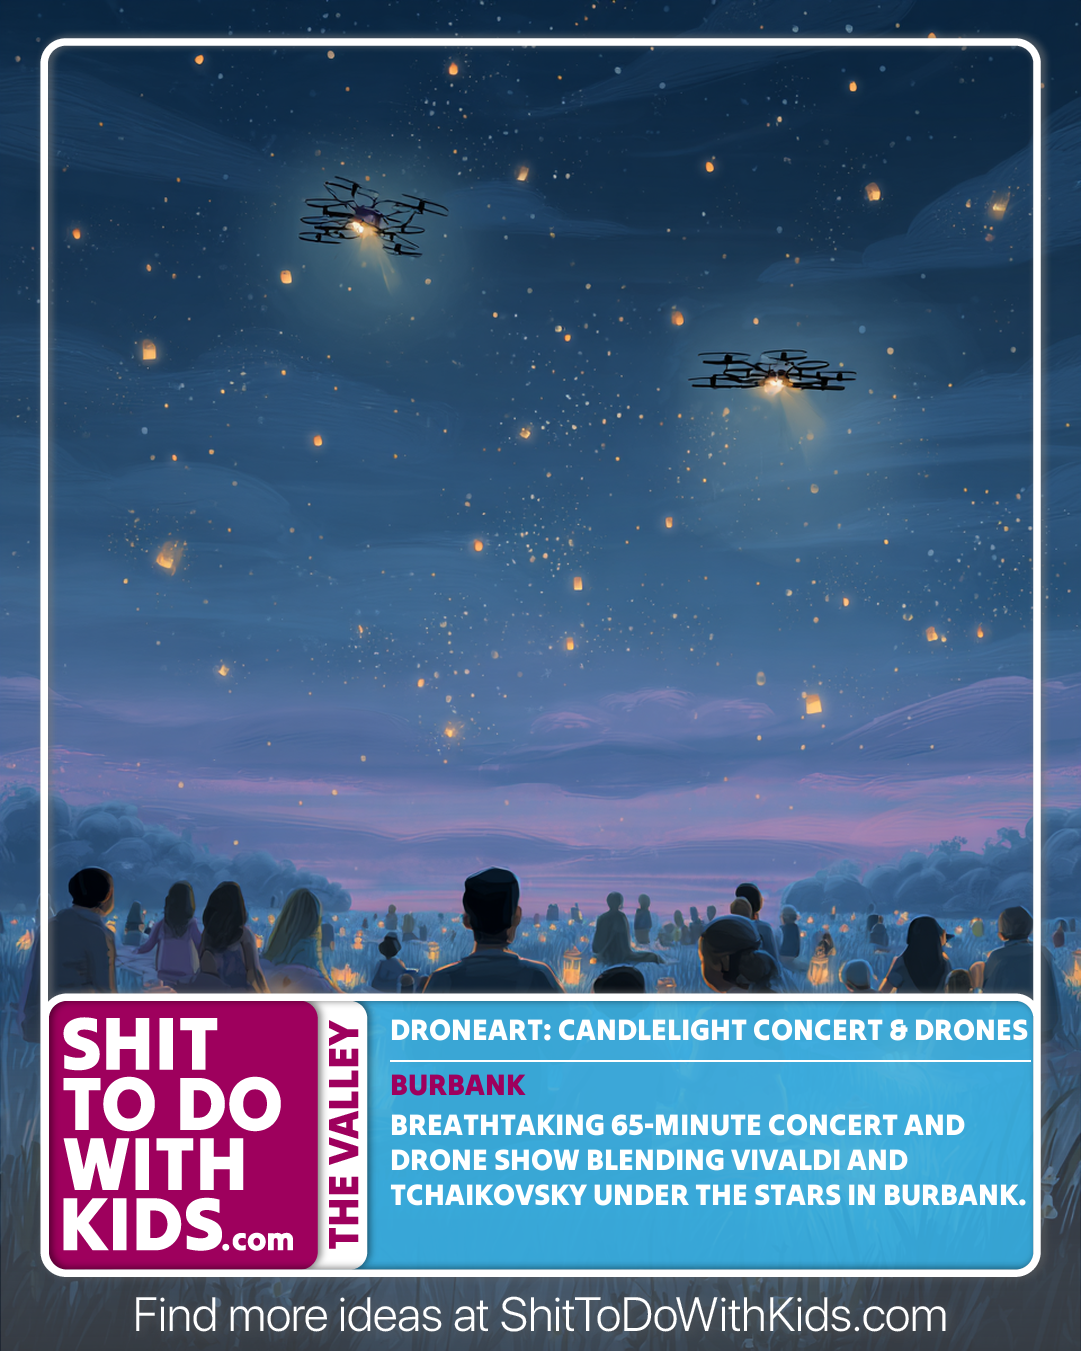 SHIT
TO DO
WITH
KIDS.com
THE VALLEY
DRONEART: CANDLELIGHT CONCERT & DRONES
BURBANK
BREATHTAKING 65-MINUTE CONCERT AND
DRONE SHOW BLENDING VIVALDI AND
TCHAIKOVSKY UNDER THE STARS IN BURBANK.
Find more ideas at ShitToDoWithKids.com